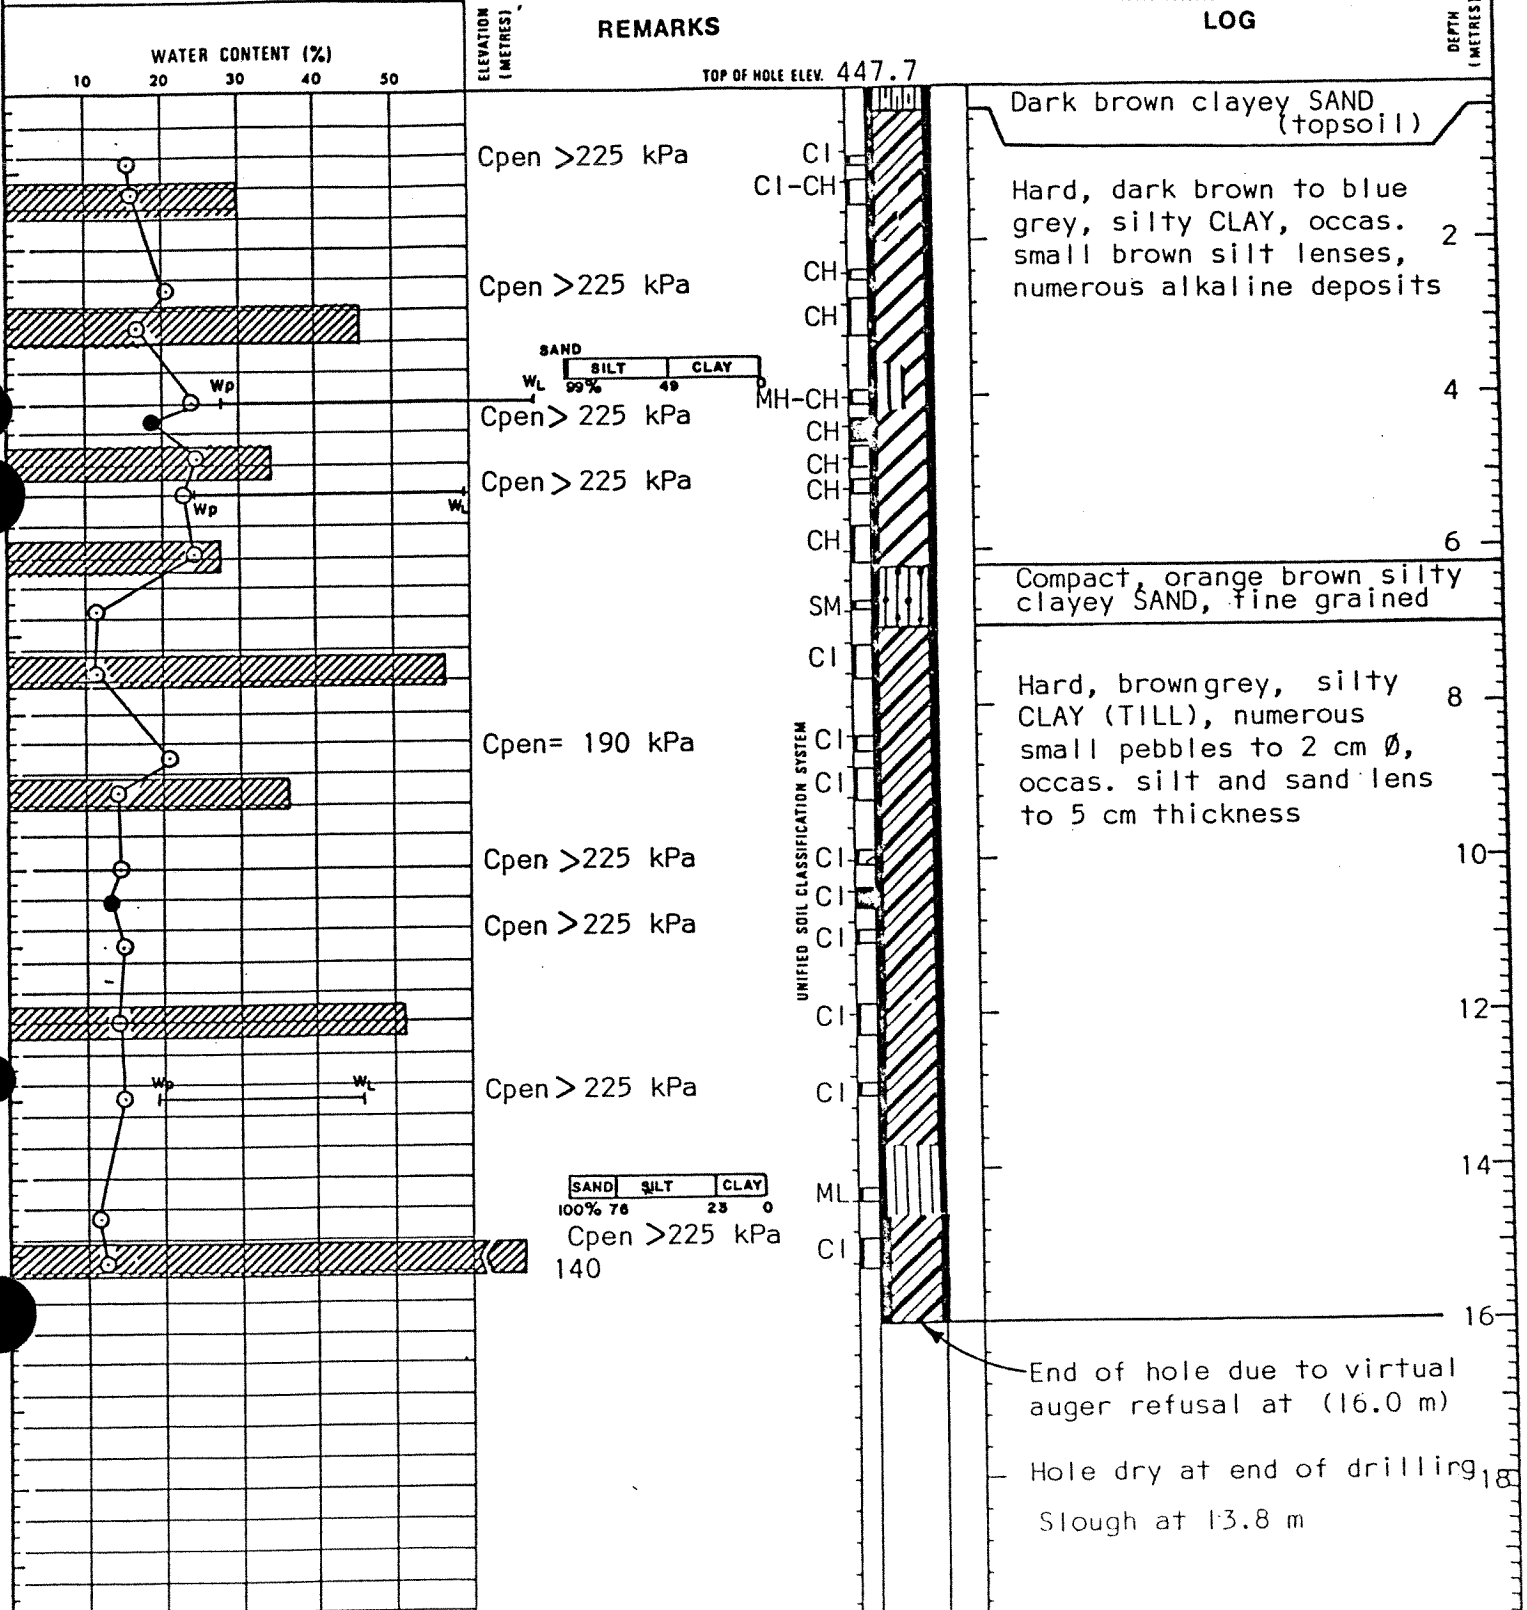 WATER CONTENT (%)
10 20 30 40 50
ELEVATION
(METRES)
REMARKS
TOP OF HOLE ELEV. 447.7
LOG
DEPTH
(METRES)
Dark brown clayey SAND
(topsoil)
Cpen >225 kPa
CI
CI-CH
Hard, dark brown to blue
grey, silty CLAY, occas.
small brown silt lenses,
numerous alkaline deposits
2
Cpen >225 kPa
CH
CH
SAND
SILT CLAY
99% 49 0
Wp
WL
MH-CH
4
Cpen > 225 kPa
CH
CH
Cpen > 225 kPa
CH
Wp
WL
CH
6
Compact, orange brown silty
clayey SAND, fine grained
SM
CI
Hard, brown grey, silty
CLAY (TILL), numerous
small pebbles to 2 cm Ø,
occas. silt and sand lens
to 5 cm thickness
8
UNIFIED SOIL CLASSIFICATION SYSTEM
Cpen= 190 kPa
CI
CI
Cpen >225 kPa
CI
10
CI
Cpen >225 kPa
CI
CI
12
Wp
WL
Cpen > 225 kPa
CI
14
SAND SILT CLAY
100% 76 23 0
ML
Cpen >225 kPa
CI
140
16
End of hole due to virtual
auger refusal at (16.0 m)
Hole dry at end of drilling
18
Slough at 13.8 m